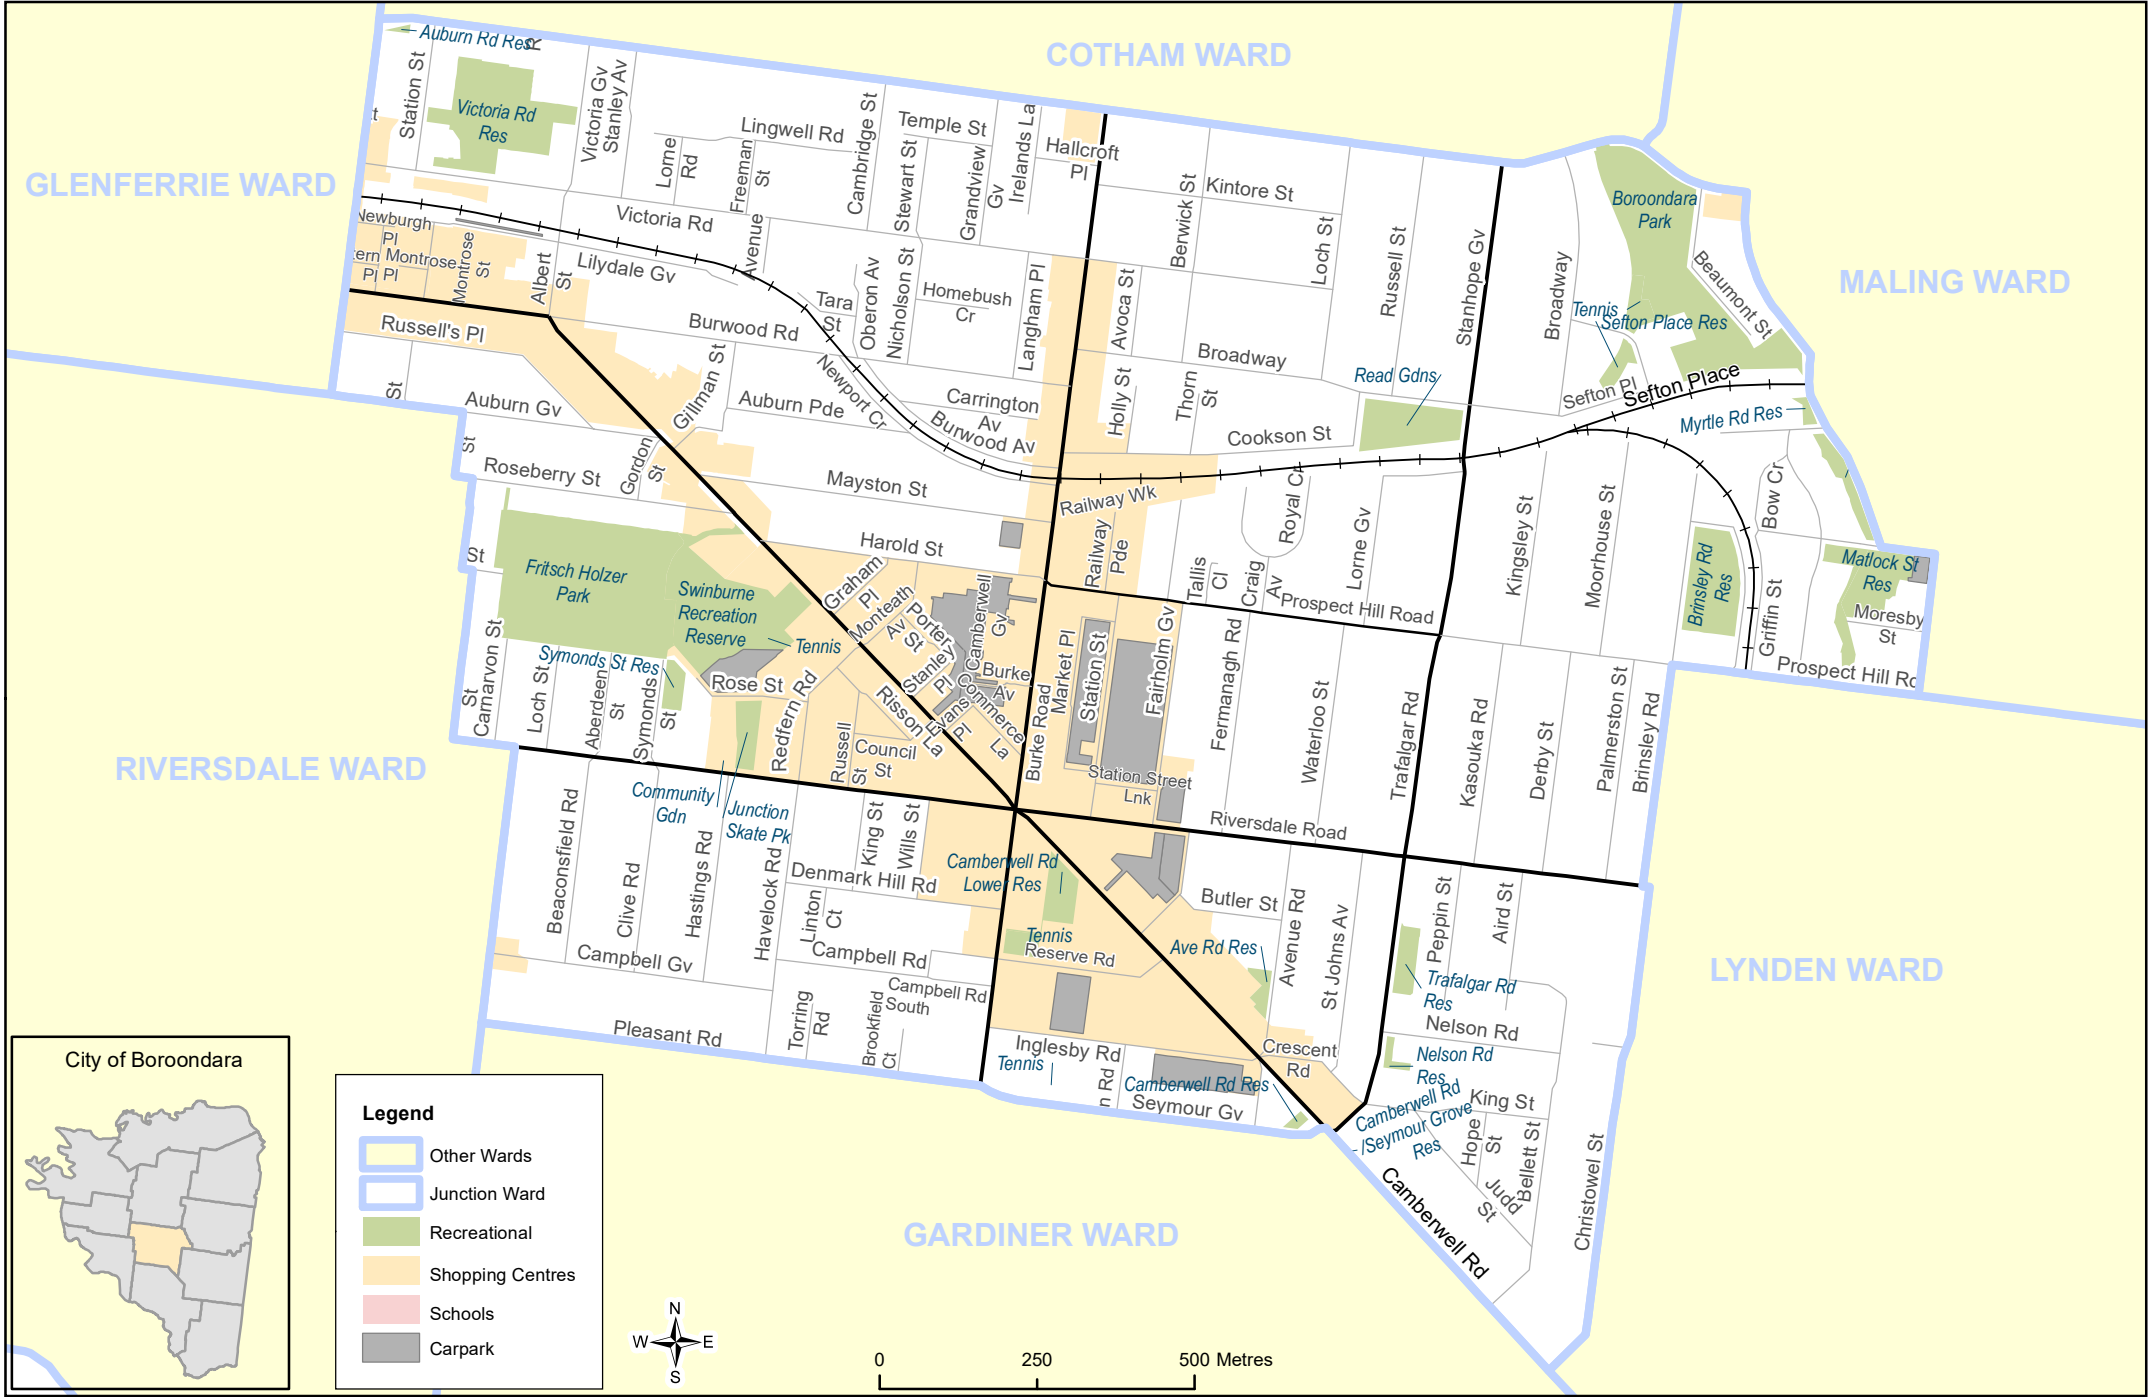 COTHAM WARD
GLENFERRIE WARD
MALING WARD
RIVERSDALE WARD
LYNDEN WARD
GARDINER WARD
Auburn Rd Res
R
Station St
Victoria Rd
Res
Victoria Gv
Stanley Av
Lingwell Rd
Lorne
Rd
Freeman
St
Cambridge St
Temple St
Stewart St
Grandview
Gv
Irelands La
Hallcroft
Pl
Kintore St
Berwick St
Loch St
Russell St
Stanhope Gv
Broadway
Boroondara
Park
Beaumont St
Tennis
Sefton Place Res
Sefton Pl
Sefton Place
Myrtle Rd Res
Newburgh
Pl
tern
Pl
Montrose
Pl
Montrose
St
Albert
St
Victoria Rd
Lilydale Gv
Avenue
Tara
St
Oberon Av
Nicholson St
Homebush
Cr
Langham Pl
Avoca St
Holly St
Broadway
Thorn
St
Read Gdns
Cookson St
Russell's Pl
St
Auburn Gv
Burwood Rd
Gillman St
Auburn Pde
Newport Cr
Carrington
Av
Burwood Av
St
Roseberry St
Gordon
St
Mayston St
Railway Wk
Railway
Pde
Harold St
Royal Cr
Lorne Gv
Tallis
Cl
Craig
Av
Prospect Hill Road
Kingsley St
Moorhouse St
Bow Cr
Brinsley Rd
Res
Griffin St
Matlock St
Res
Moresby
St
Prospect Hill Rd
St
Fritsch Holzer
Park
Swinburne
Recreation
Reserve
Tennis
Graham
Pl
Monteath
Av
Porter
St
Stanley
Pl
Camberwell
Gv
Burke
Av
Commerce
La
Evans
Pl
Risson
La
Burke Road
Market Pl
Station St
Fairholm Gv
Station Street
Lnk
Fermanagh Rd
Waterloo St
Trafalgar Rd
Kasouka Rd
Derby St
Palmerston St
Brinsley Rd
St
Carnarvon St
Loch St
Aberdeen
St
Symonds
St
Symonds St Res
Rose St
Redfern Rd
Russell
St
Council
St
Community
Gdn
Junction
Skate Pk
Riversdale Road
Beaconsfield Rd
Clive Rd
Hastings Rd
Havelock Rd
King St
Wills St
Denmark Hill Rd
Linton
Ct
Campbell Rd
Campbell Gv
Campbell Rd
South
Torring
Rd
Brookfield
Ct
Pleasant Rd
Camberwell Rd
Lower Res
Tennis
Reserve Rd
Butler St
Ave Rd Res
Avenue Rd
St Johns Av
Peppin St
Aird St
Trafalgar Rd
Res
Nelson Rd
Nelson Rd
Res
Inglesby Rd
Tennis
n Rd
Camberwell Rd Res
Seymour Gv
Crescent
Rd
Camberwell Rd
/Seymour Grove
Res
King St
Hope
St
Bellett St
Judd
St
Christowel St
Camberwell Rd
City of Boroondara
Legend
Other Wards
Junction Ward
Recreational
Shopping Centres
Schools
Carpark
N
W
E
S
0
250
500 Metres